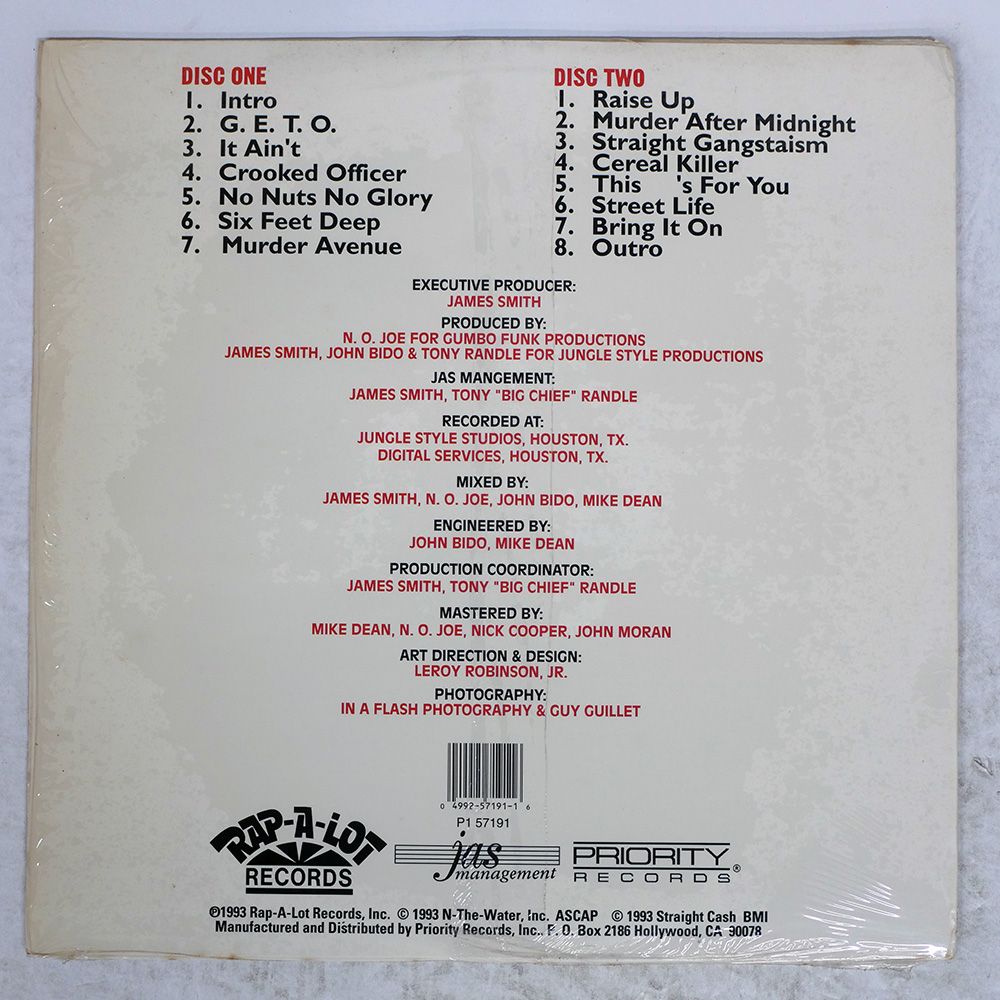 DISC ONE
1. Intro
2. G. E. T. O.
3. It Ain't
4. Crooked Officer
5. No Nuts No Glory
6. Six Feet Deep
7. Murder Avenue
DISC TWO
1. Raise Up
2. Murder After Midnight
3. Straight Gangstaism
4. Cereal Killer
5. This 's For You
6. Street Life
7. Bring It On
8. Outro
EXECUTIVE PRODUCER:
JAMES SMITH
PRODUCED BY:
N. O. JOE FOR GUMBO FUNK PRODUCTIONS
JAMES SMITH, JOHN BIDO & TONY RANDLE FOR JUNGLE STYLE PRODUCTIONS
JAS MANGEMENT:
JAMES SMITH, TONY "BIG CHIEF" RANDLE
RECORDED AT:
JUNGLE STYLE STUDIOS, HOUSTON, TX.
DIGITAL SERVICES, HOUSTON, TX.
MIXED BY:
JAMES SMITH, N. O. JOE, JOHN BIDO, MIKE DEAN
ENGINEERED BY:
JOHN BIDO, MIKE DEAN
PRODUCTION COORDINATOR:
JAMES SMITH, TONY "BIG CHIEF" RANDLE
MASTERED BY:
MIKE DEAN, N. O. JOE, NICK COOPER, JOHN MORAN
ART DIRECTION & DESIGN:
LEROY ROBINSON, JR.
PHOTOGRAPHY:
IN A FLASH PHOTOGRAPHY & GUY GUILLET
0 4992-57191-1 6
P1 57191
RAP-A-LOT
RECORDS
jas
management
PRIORITY
RECORDS®
℗1993 Rap-A-Lot Records, Inc. © 1993 N-The-Water, Inc. ASCAP © 1993 Straight Cash BMI
Manufactured and Distributed by Priority Records, Inc.. P. O. Box 2186 Hollywood, CA 90078